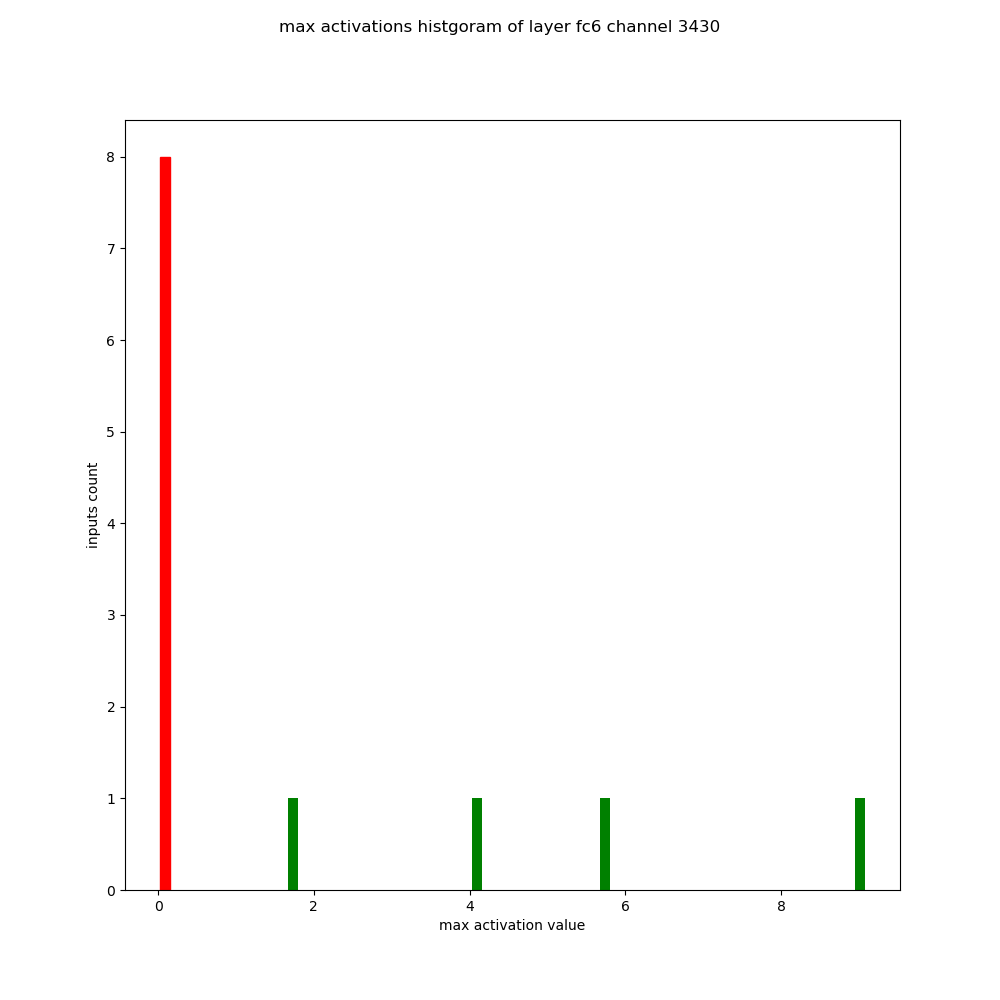 max activations histgoram of layer fc6 channel 3430
8
7
6
5
4
3
2
1
0
inputs count
0 2 4 6 8
max activation value